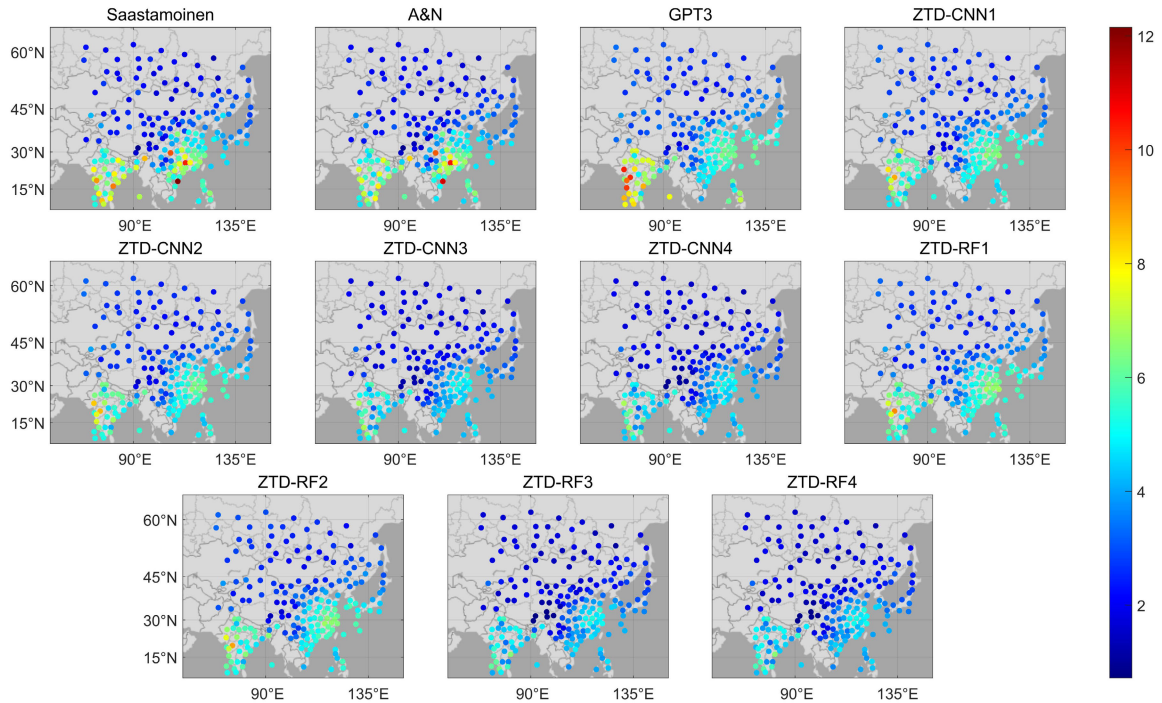 Saastamoinen A&N GPT3 ZTD-CNN1
60°N
45°N
30°N
15°N
90°E 135°E 90°E 135°E 90°E 135°E 90°E 135°E
ZTD-CNN2 ZTD-CNN3 ZTD-CNN4 ZTD-RF1
60°N
45°N
30°N
15°N
90°E 135°E 90°E 135°E 90°E 135°E 90°E 135°E
ZTD-RF2 ZTD-RF3 ZTD-RF4
60°N
45°N
30°N
15°N
90°E 135°E 90°E 135°E 90°E 135°E
12
10
8
6
4
2